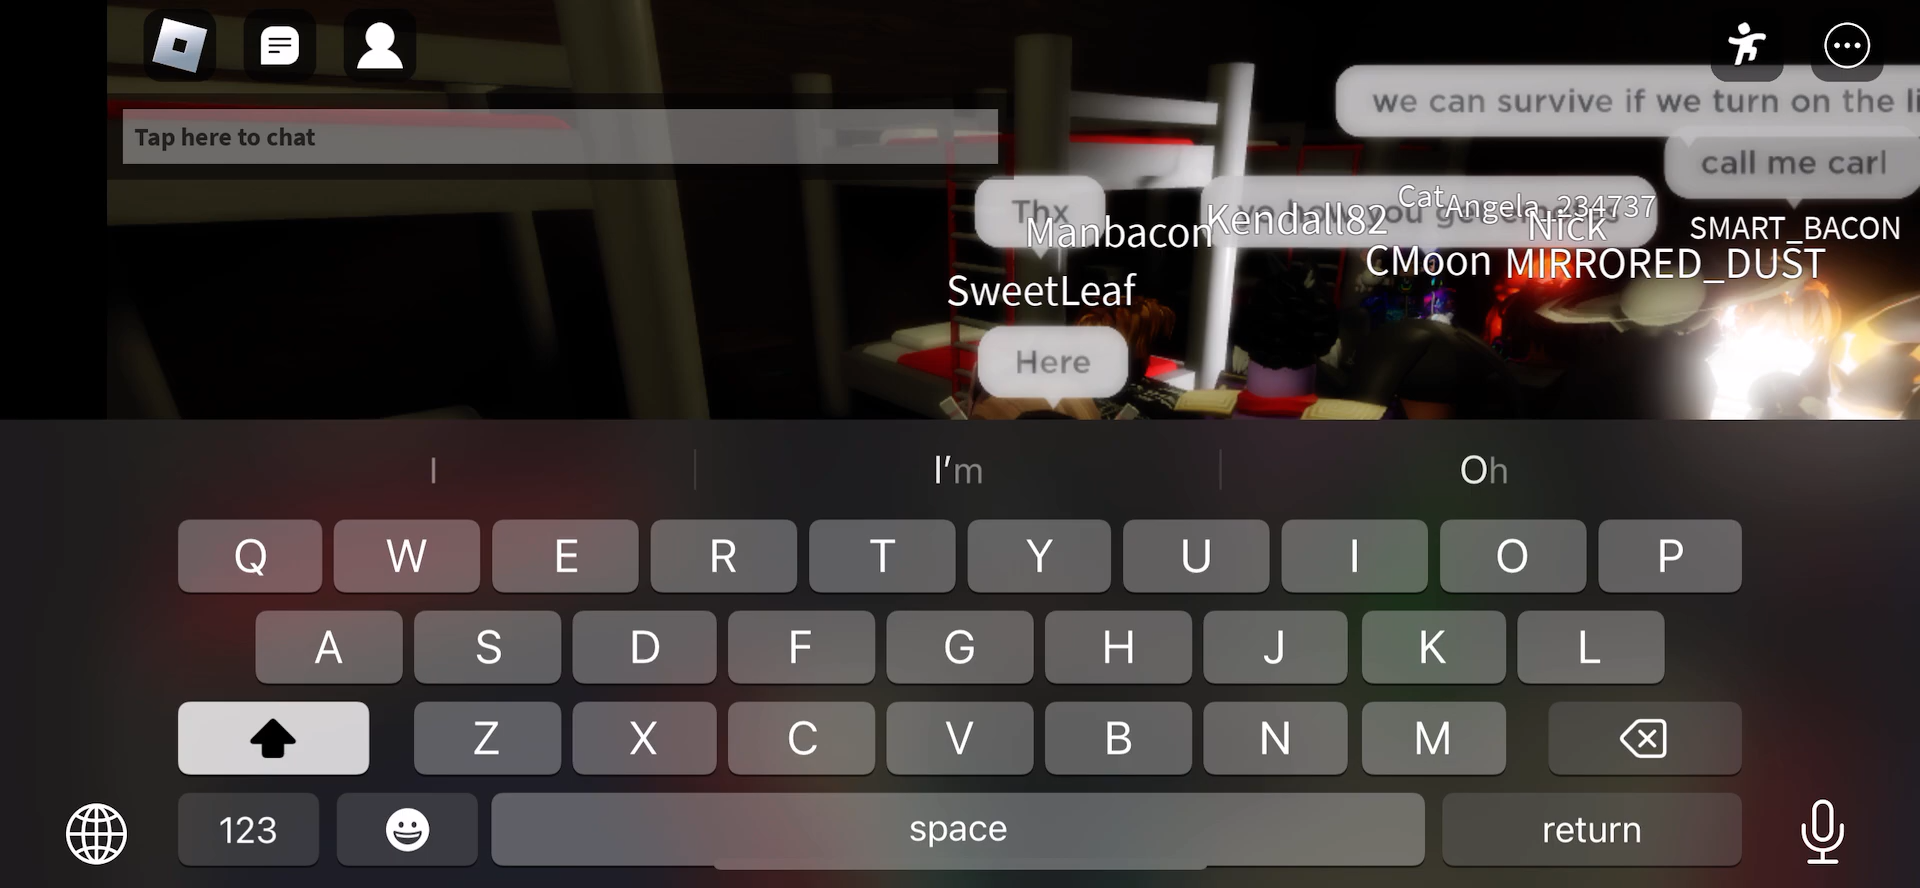 we can survive if we turn on the li
Tap here to chat
call me carl
Thx
Cat
Angela_234737
Kendall82
Nick
SMART_BACON
Manbacon
CMoon
MIRRORED_DUST
SweetLeaf
Here
I
I'm
Oh
Q W E R T Y U I O P
A S D F G H J K L
Z X C V B N M
123
space
return